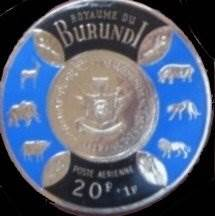 ROYAUME DU
BURUNDI
POSTE AERIENNE
20F+1F